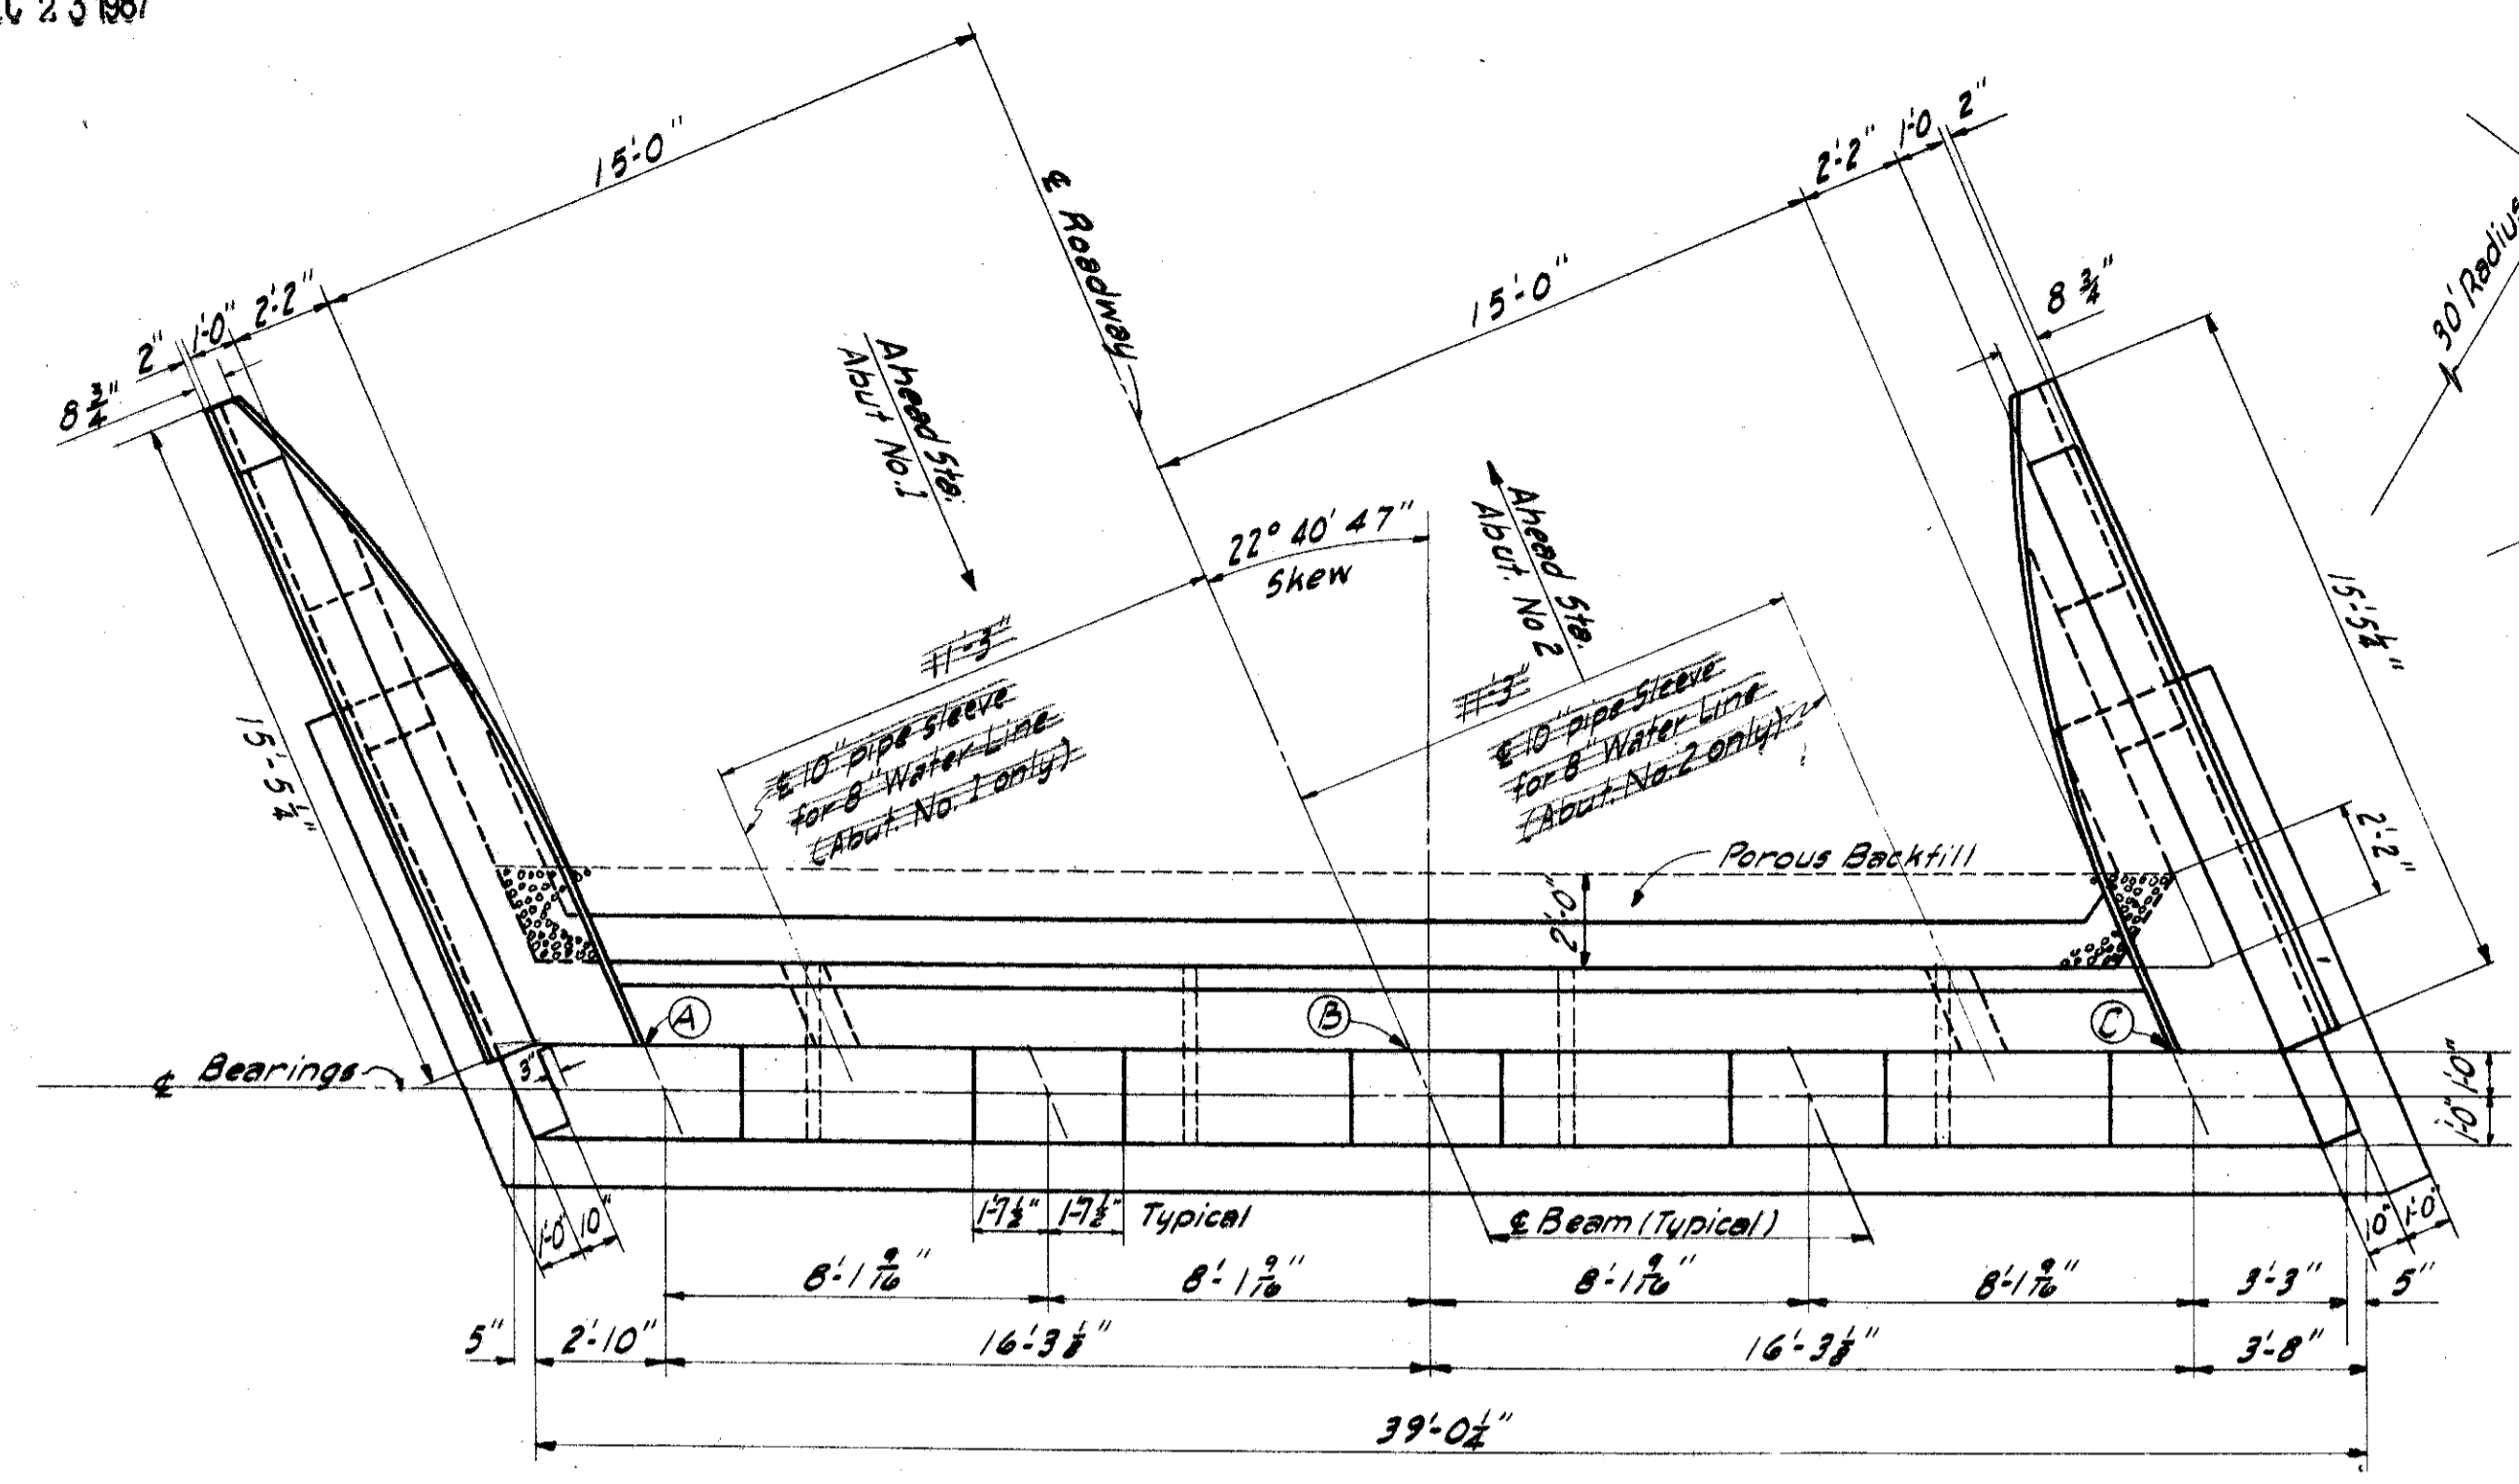 23 1987
15'-0"
2'-2"
1'-0"
2"
8 3/4"
℄ Roadway
2'-2"
1'-0
2"
8 3/4"
15'-0"
30' Radius
Ahead Sta.
Abut No. 1
22° 40' 47"
Skew
Ahead Sta.
Abut. No 2
11'-3"
℄ 10" pipe sleeve
for 8" Water Line
(Abut. No. 1 only)
11'-3"
℄ 10" pipe sleeve
for 8" Water Line
(Abut. No. 2 only)
15'-5 1/4"
15'-5 1/4"
2'-2"
Porous Backfill
2'-0"
A
B
C
℄ Bearings
3"
1'-0"
1'-0"
1'-0"
10"
1'-7 1/2"
1'-7 1/2"
Typical
℄ Beam (Typical)
10"
1'-0"
8'-1 9/16"
8'-1 9/16"
8'-1 9/16"
8'-1 9/16"
3'-3"
5"
5"
2'-10"
16'-3 1/8"
16'-3 1/8"
3'-8"
39'-0 1/4"